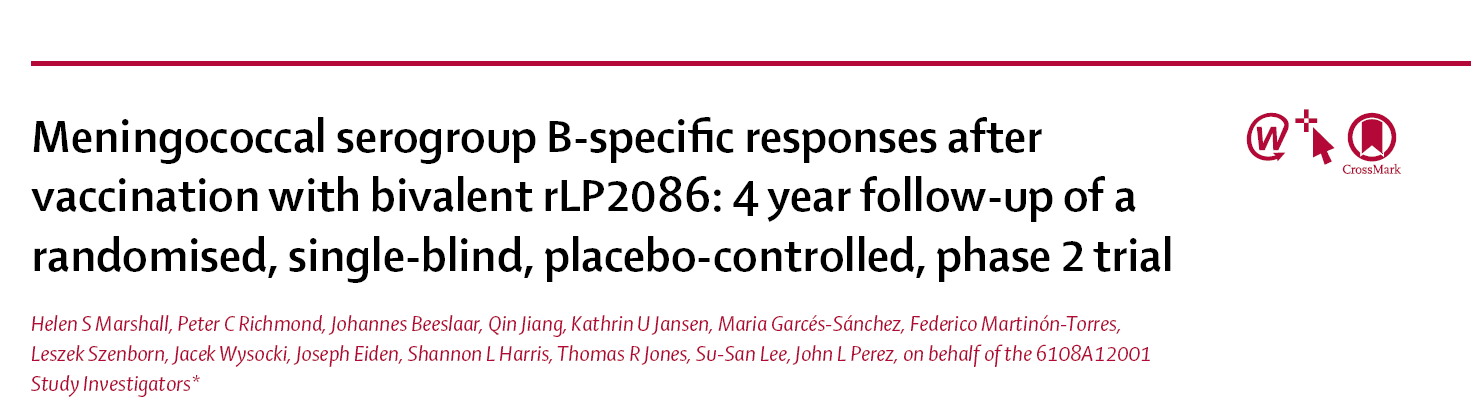 Meningococcal serogroup B-specific responses after
vaccination with bivalent rLP2086: 4 year follow-up of a
randomised, single-blind, placebo-controlled, phase 2 trial
W
CrossMark
Helen S Marshall, Peter C Richmond, Johannes Beeslaar, Qin Jiang, Kathrin U Jansen, Maria Garcés-Sánchez, Federico Martinón-Torres,
Leszek Szenborn, Jacek Wysocki, Joseph Eiden, Shannon L Harris, Thomas R Jones, Su-San Lee, John L Perez, on behalf of the 6108A12001
Study Investigators*